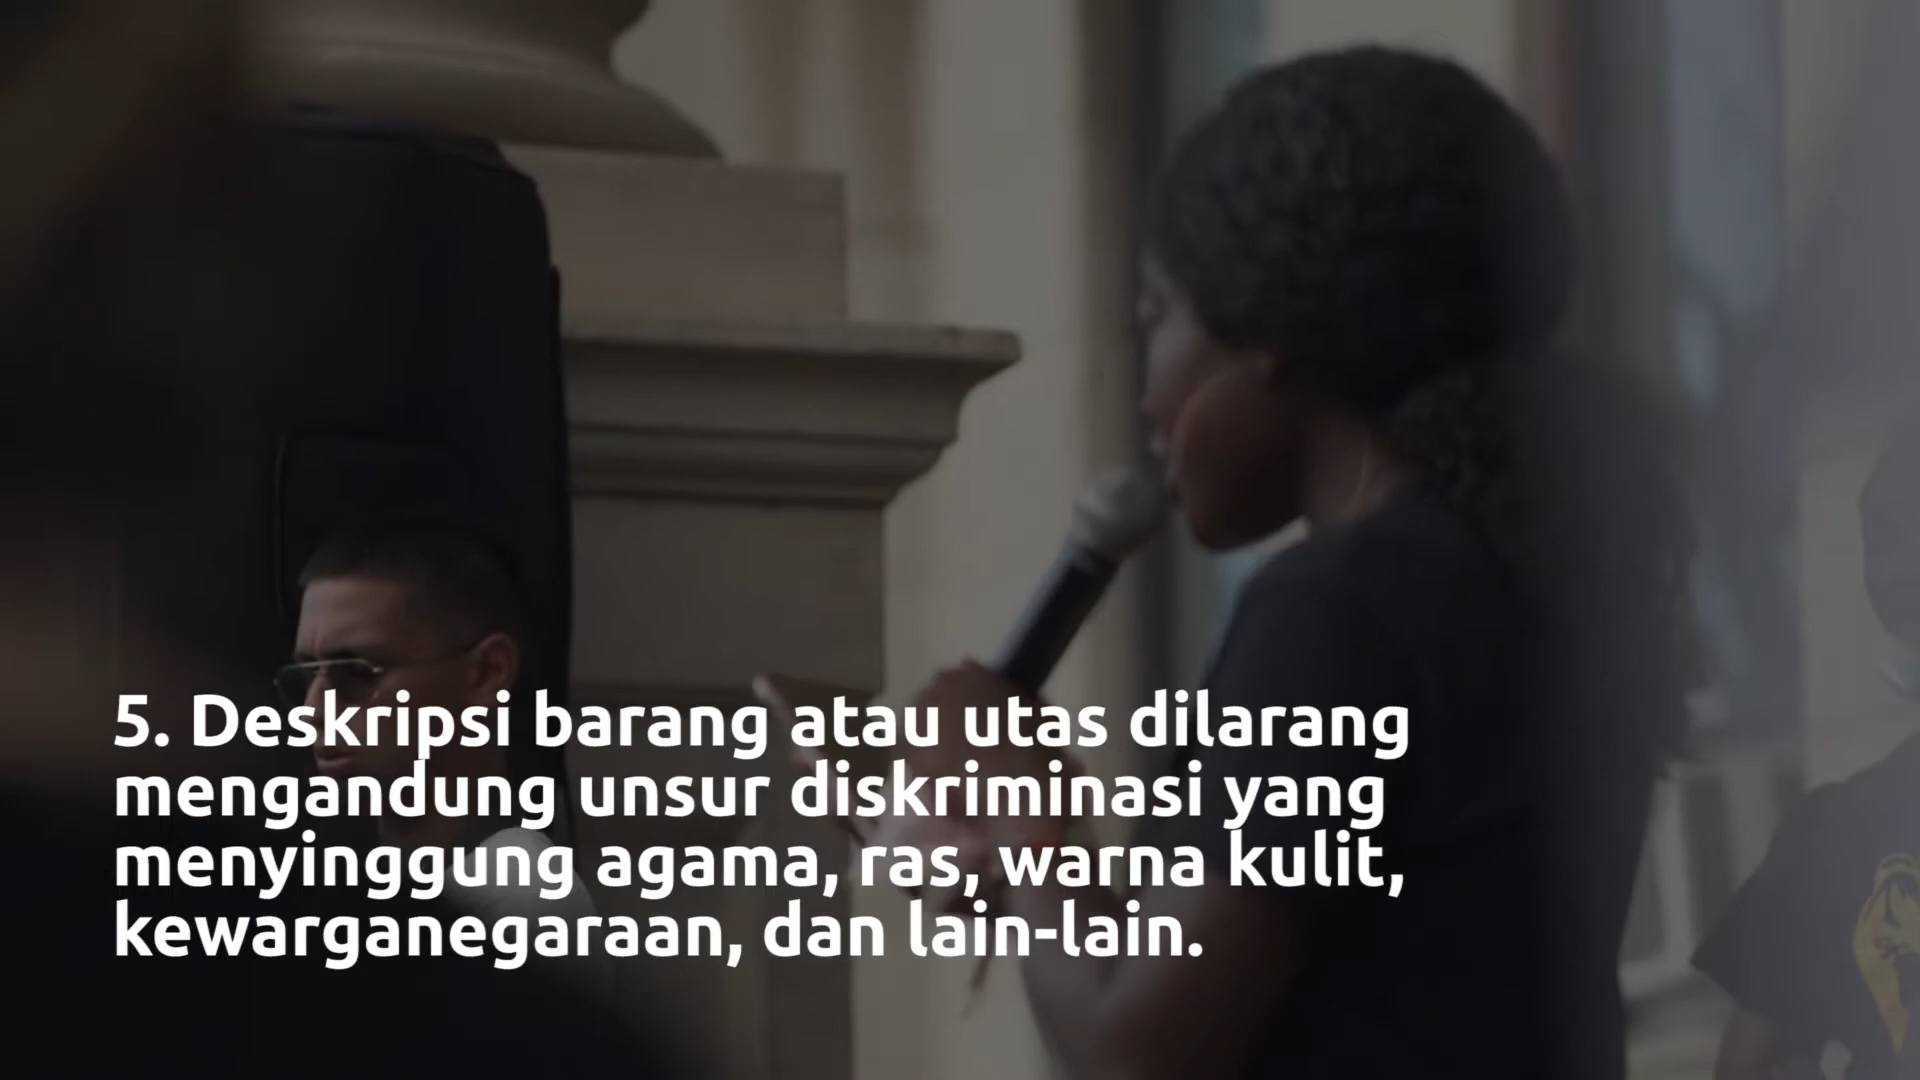 5. Deskripsi barang atau utas dilarang
mengandung unsur diskriminasi yang
menyinggung agama, ras, warna kulit,
kewarganegaraan, dan lain-lain.